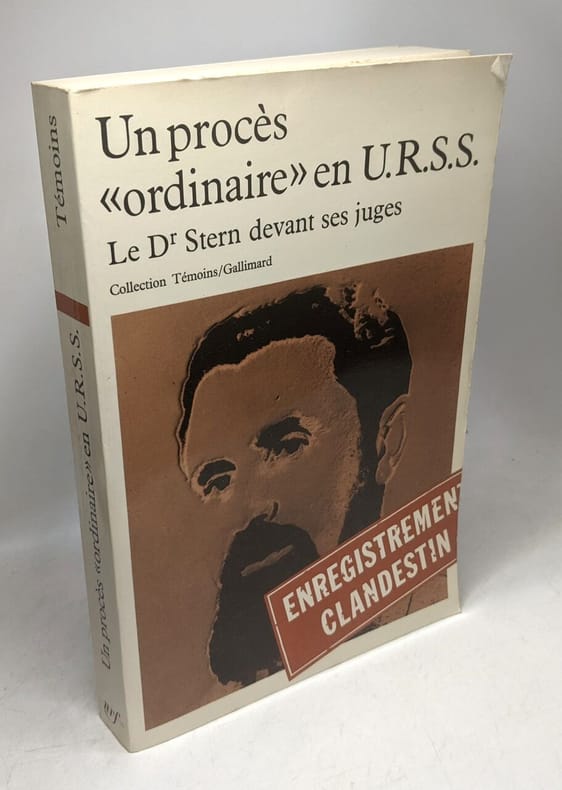 Un procès
«ordinaire» en U.R.S.S.
Le Dr Stern devant ses juges
Collection Témoins/Gallimard
ENREGISTREMENT
CLANDESTIN
Témoins
Un procès «ordinaire» en U.R.S.S.
nrf